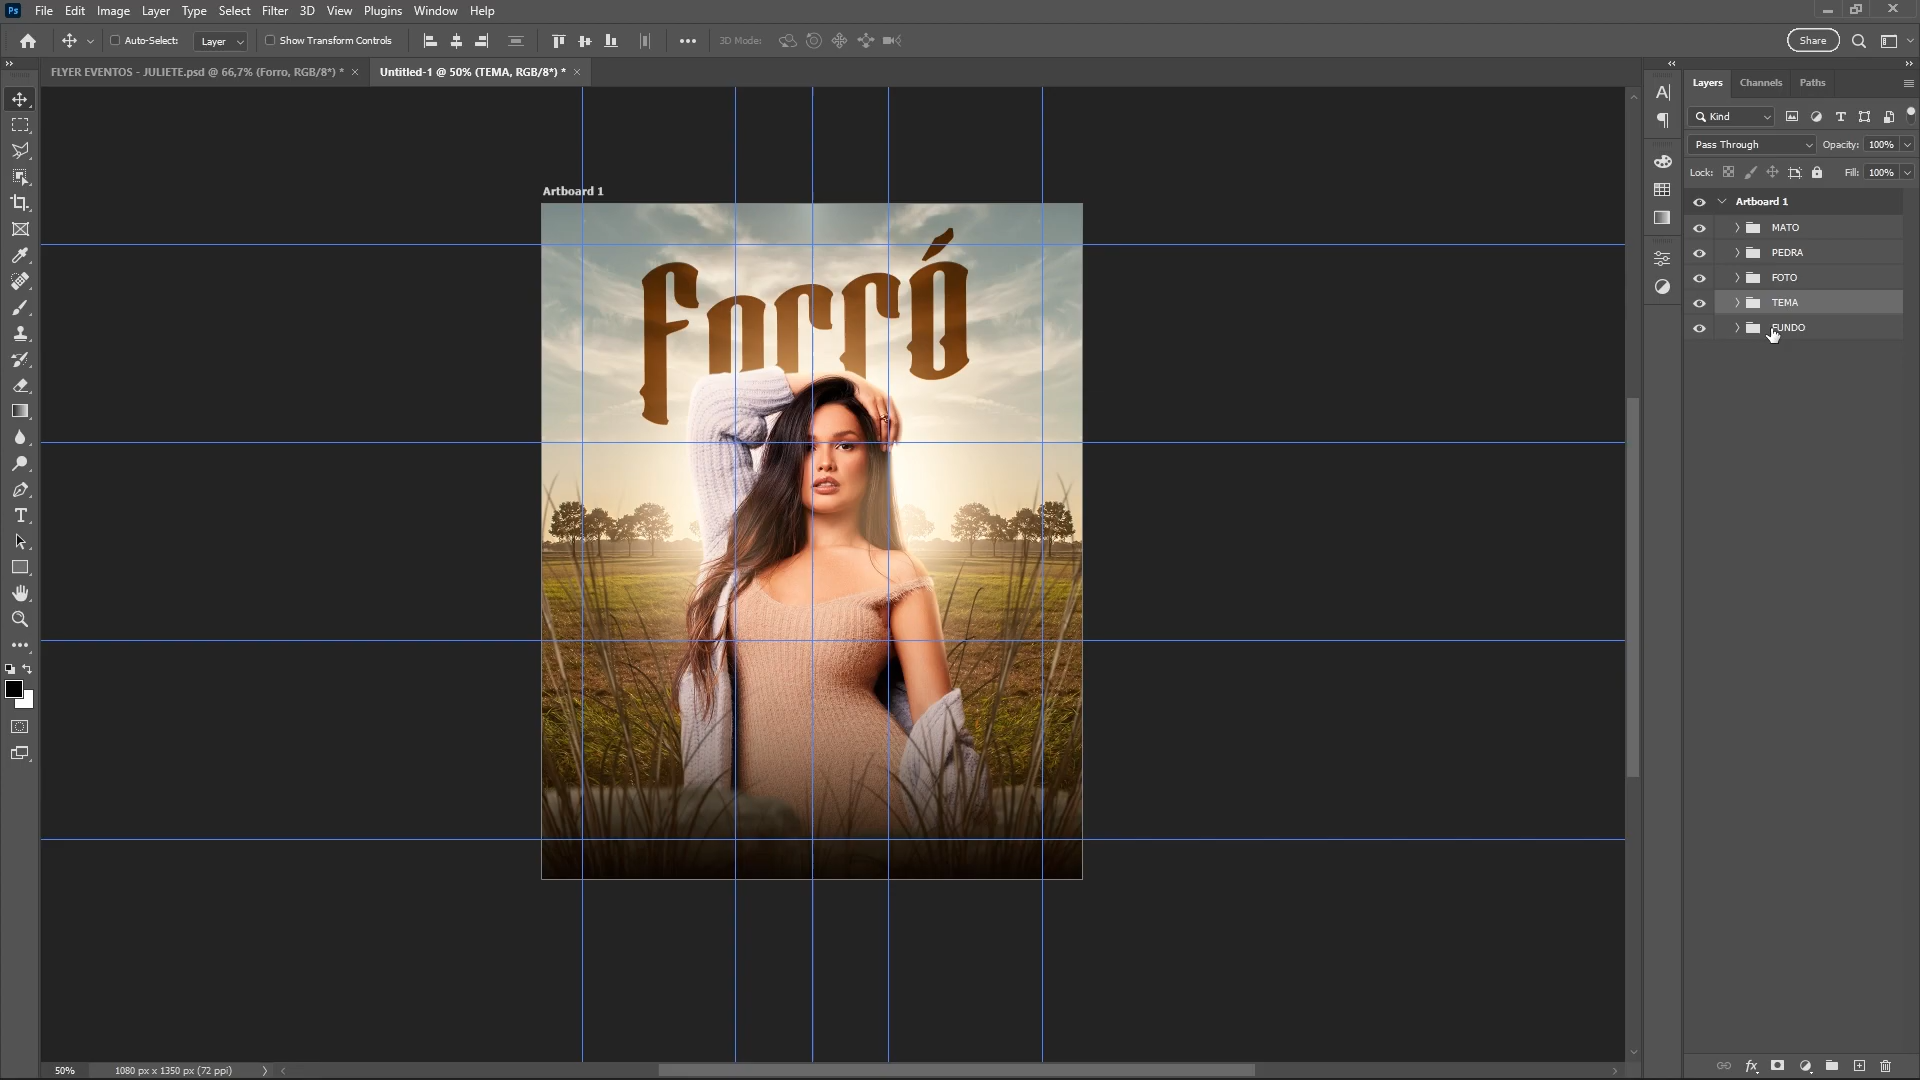 Ps File Edit Image Layer Type Select Filter 3D View Plugins Window Help
Auto-Select: Layer Show Transform Controls 3D Mode: Share
FLYER EVENTOS - JULIETE.psd @ 66,7% (Forro, RGB/8*) * × Untitled-1 @ 50% (TEMA, RGB/8*) * ×
Layers Channels Paths
Kind
Pass Through Opacity: 100%
Lock: Fill: 100%
Artboard 1
MATO
PEDRA
FOTO
TEMA
FUNDO
Artboard 1
Forró
50% 1080 px x 1350 px (72 ppi)